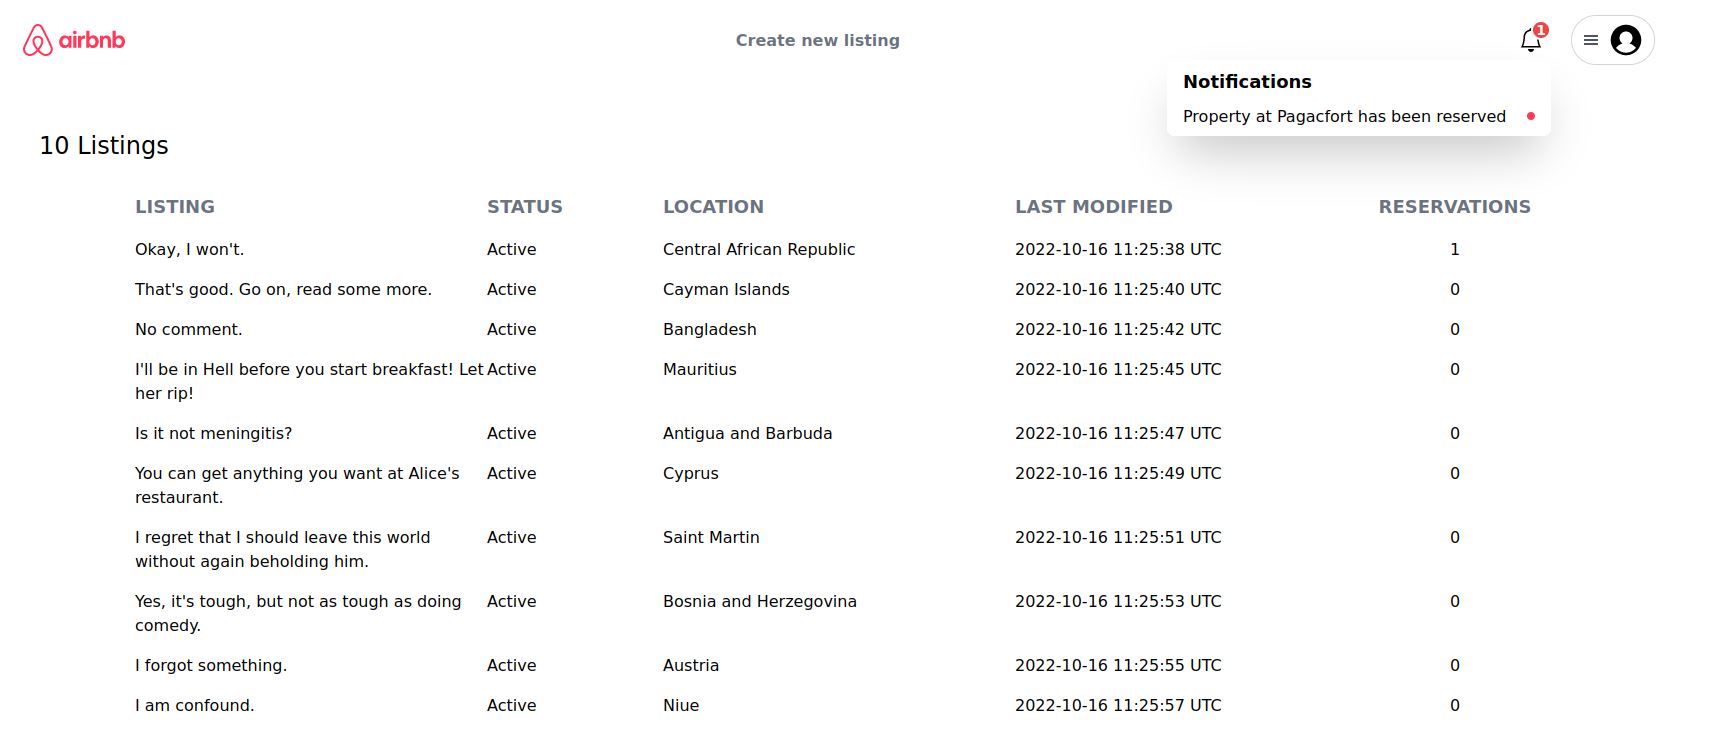 airbnb
Create new listing
1
Notifications
Property at Pagacfort has been reserved
10 Listings
LISTING STATUS LOCATION LAST MODIFIED RESERVATIONS
Okay, I won't. Active Central African Republic 2022-10-16 11:25:38 UTC 1
That's good. Go on, read some more. Active Cayman Islands 2022-10-16 11:25:40 UTC 0
No comment. Active Bangladesh 2022-10-16 11:25:42 UTC 0
I'll be in Hell before you start breakfast! Let Active Mauritius 2022-10-16 11:25:45 UTC 0
her rip!
Is it not meningitis? Active Antigua and Barbuda 2022-10-16 11:25:47 UTC 0
You can get anything you want at Alice's Active Cyprus 2022-10-16 11:25:49 UTC 0
restaurant.
I regret that I should leave this world Active Saint Martin 2022-10-16 11:25:51 UTC 0
without again beholding him.
Yes, it's tough, but not as tough as doing Active Bosnia and Herzegovina 2022-10-16 11:25:53 UTC 0
comedy.
I forgot something. Active Austria 2022-10-16 11:25:55 UTC 0
I am confound. Active Niue 2022-10-16 11:25:57 UTC 0